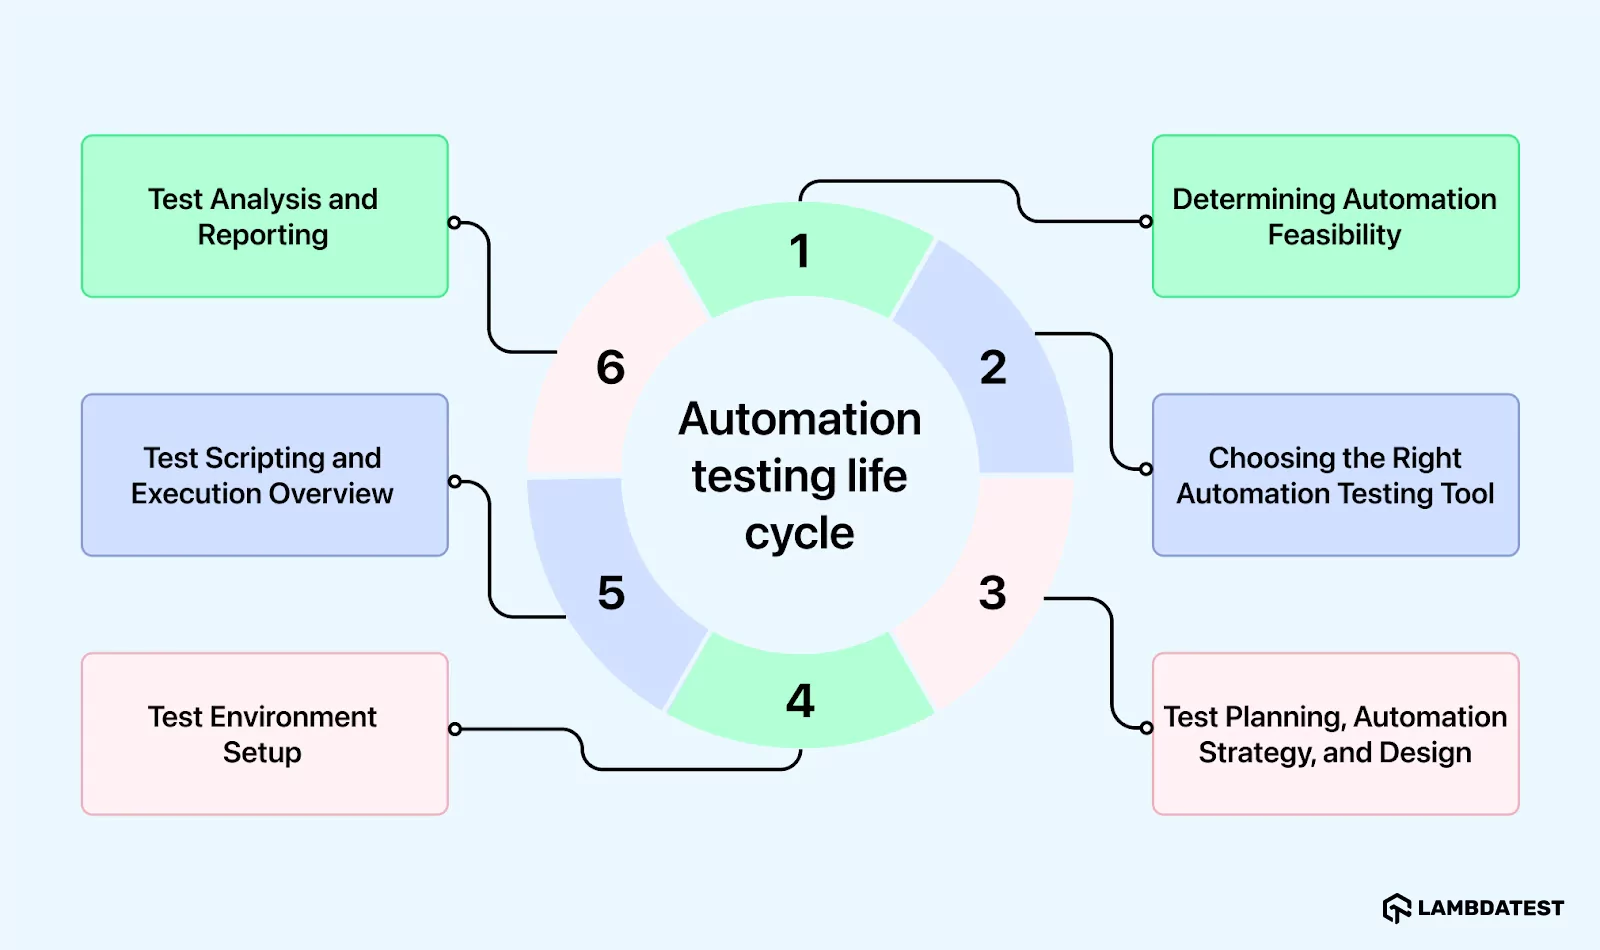 Automation
testing life
cycle
1
Determining Automation
Feasibility
2
Choosing the Right
Automation Testing Tool
3
Test Planning, Automation
Strategy, and Design
4
Test Environment
Setup
5
Test Scripting and
Execution Overview
6
Test Analysis and
Reporting
LAMBDATEST